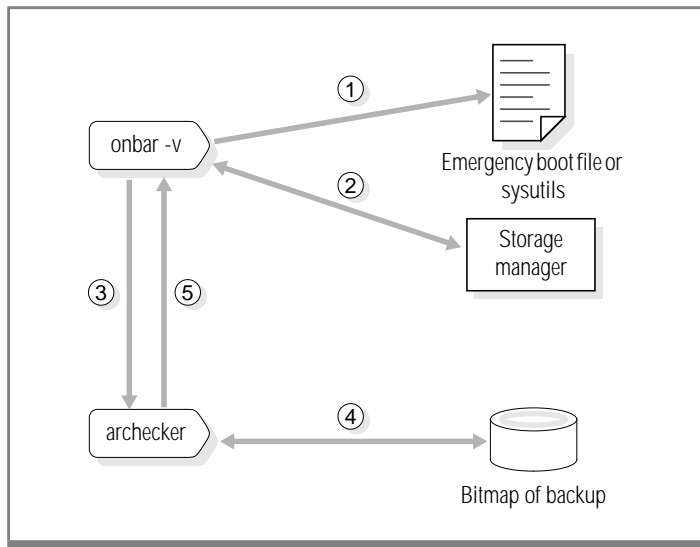 ①
onbar -v
Emergency boot file or
sysutils
②
Storage
manager
③
⑤
archecker
④
Bitmap of backup